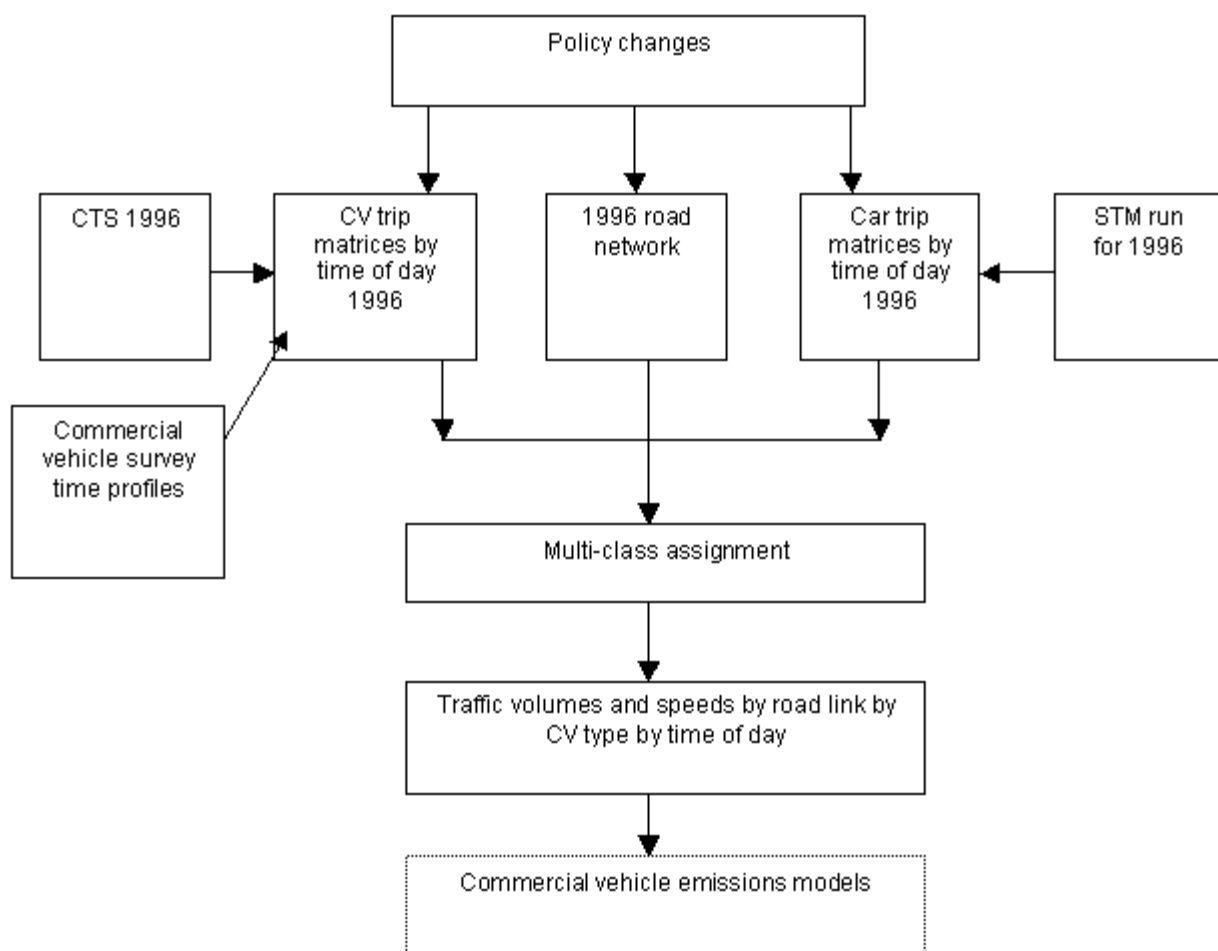 Policy changes
CTS 1996
CV trip
matrices by
time of day
1996
1996 road
network
Car trip
matrices by
time of day
1996
STM run
for 1996
Commercial
vehicle survey
time profiles
Multi-class assignment
Traffic volumes and speeds by road link by
CV type by time of day
Commercial vehicle emissions models